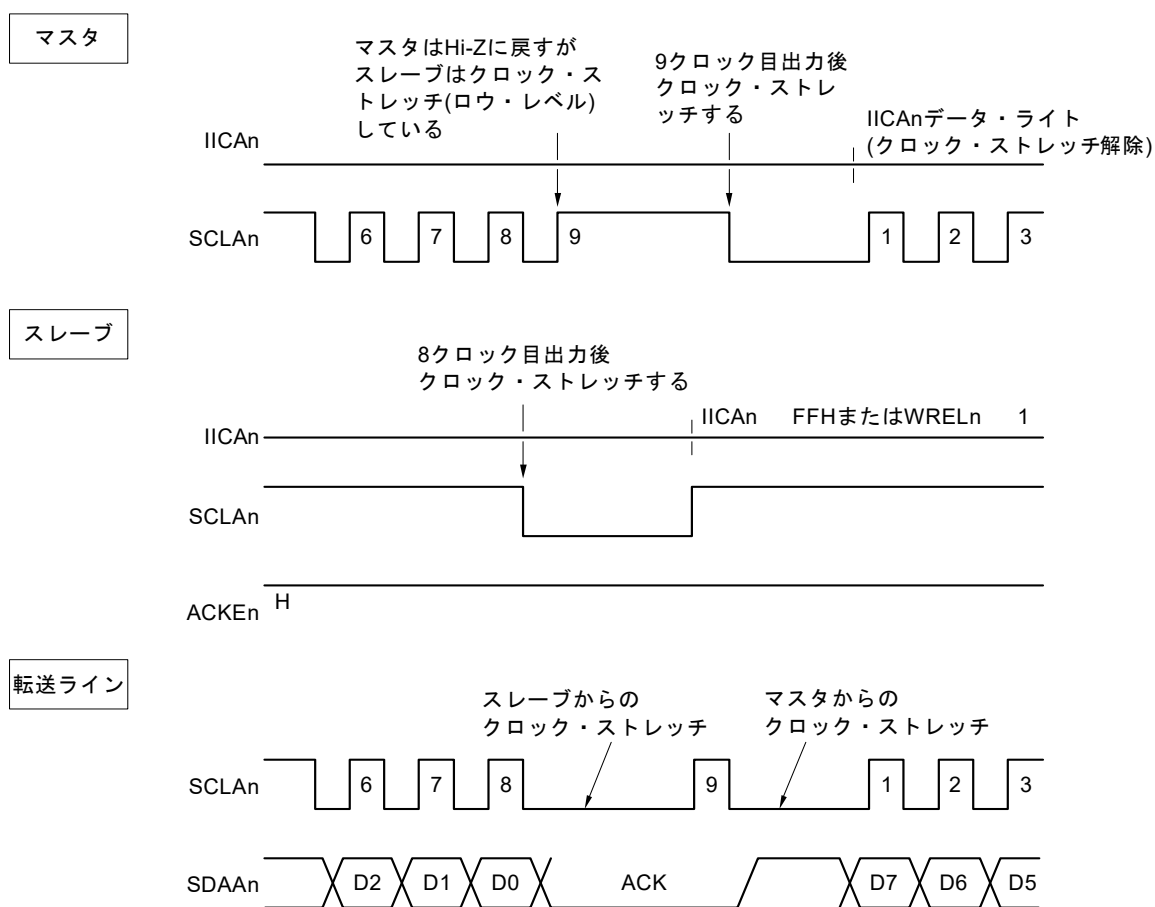 マスタ
マスタはHi-Zに戻すが
スレーブはクロック・ス
トレッチ(ロウ・レベル)
している
9クロック目出力後
クロック・ストレ
ッチする
IICAnデータ・ライト
(クロック・ストレッチ解除)
IICAn
SCLAn
6 7 8 9 1 2 3
スレーブ
8クロック目出力後
クロック・ストレッチする
IICAn FFHまたはWRELn 1
IICAn
SCLAn
ACKEn H
転送ライン
スレーブからの
クロック・ストレッチ
マスタからの
クロック・ストレッチ
SCLAn 6 7 8 9 1 2 3
SDAAn D2 D1 D0 ACK D7 D6 D5